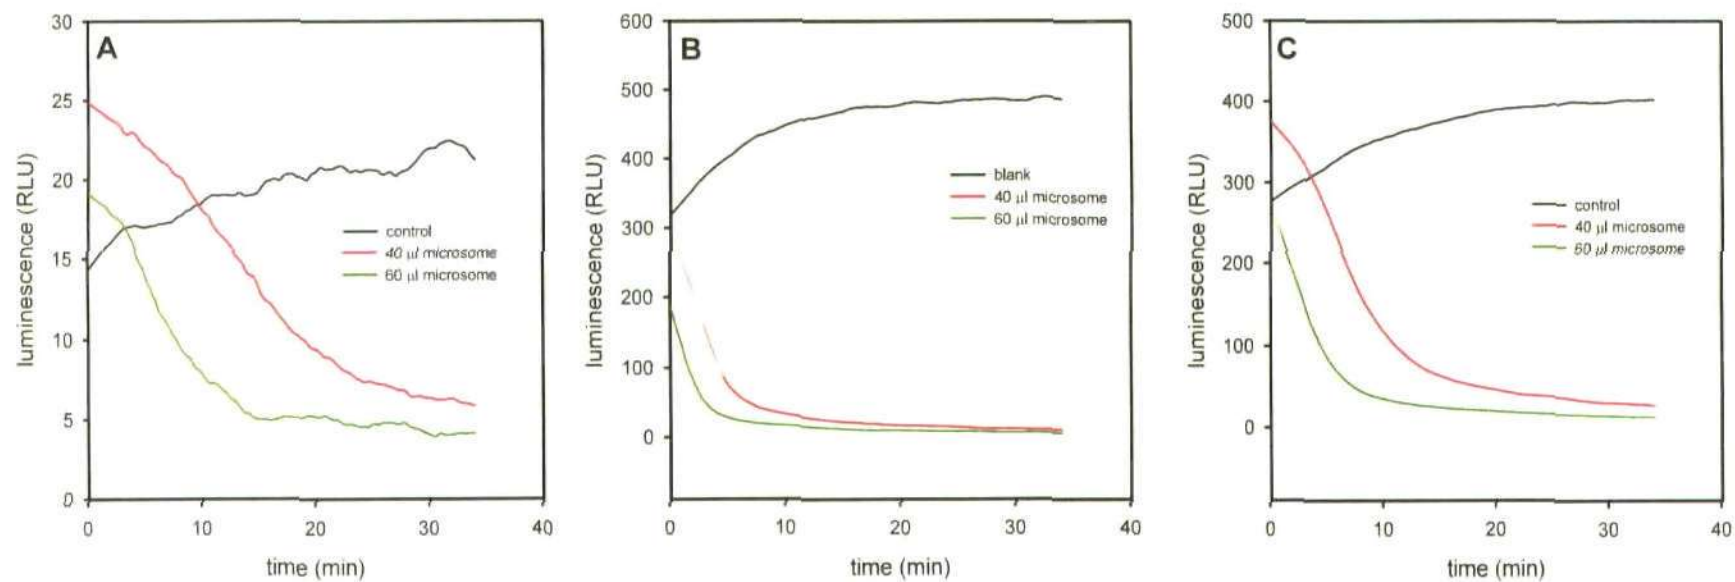 A
30
25
20
15
10
5
0
luminescence (RLU)
control
40 µl microsome
60 µl microsome
0 10 20 30 40
time (min)
B
600
500
400
300
200
100
0
luminescence (RLU)
blank
40 µl microsome
60 µl microsome
0 10 20 30 40
time (min)
C
500
400
300
200
100
0
luminescence (RLU)
control
40 µl microsome
60 µl microsome
0 10 20 30 40
time (min)